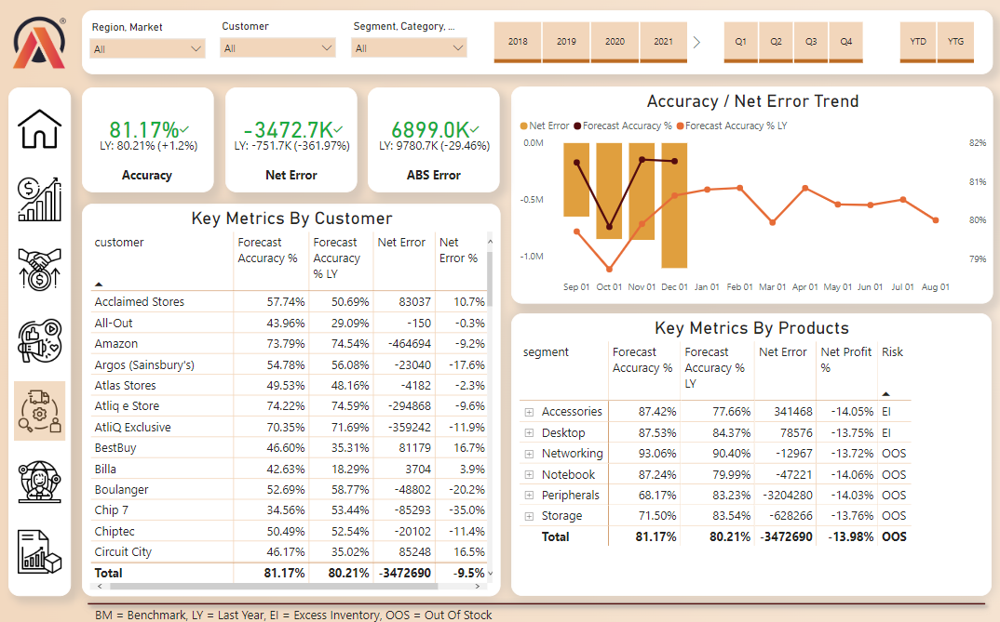 ®
Region, Market
All
Customer
All
Segment, Category, ...
All
2018 2019 2020 2021
Q1 Q2 Q3 Q4
YTD YTG
81.17%
LY: 80.21% (+1.2%)
Accuracy
-3472.7K
LY: -751.7K (-361.97%)
Net Error
6899.0K
LY: 9780.7K (-29.46%)
ABS Error
Accuracy / Net Error Trend
Net Error Forecast Accuracy % Forecast Accuracy % LY
0.0M
-0.5M
-1.0M
82%
81%
80%
79%
Sep 01 Oct 01 Nov 01 Dec 01 Jan 01 Feb 01 Mar 01 Apr 01 May 01 Jun 01 Jul 01 Aug 01
Key Metrics By Customer
customer Forecast Accuracy % Forecast Accuracy % LY Net Error Net Error %
Acclaimed Stores 57.74% 50.69% 83037 10.7%
All-Out 43.96% 29.09% -150 -0.3%
Amazon 73.79% 74.54% -464694 -9.2%
Argos (Sainsbury's) 54.78% 56.08% -23040 -17.6%
Atlas Stores 49.53% 48.16% -4182 -2.3%
Atliq e Store 74.22% 74.59% -294868 -9.6%
AtliQ Exclusive 70.35% 71.69% -359242 -11.9%
BestBuy 46.60% 35.31% 81179 16.7%
Billa 42.63% 18.29% 3704 3.9%
Boulanger 52.69% 58.77% -48802 -20.2%
Chip 7 34.56% 53.44% -85293 -35.0%
Chiptec 50.49% 52.54% -20102 -11.4%
Circuit City 46.17% 35.02% 85248 16.5%
Total 81.17% 80.21% -3472690 -9.5%
Key Metrics By Products
segment Forecast Accuracy % Forecast Accuracy % LY Net Error Net Profit % Risk
Accessories 87.42% 77.66% 341468 -14.05% EI
Desktop 87.53% 84.37% 78576 -13.75% EI
Networking 93.06% 90.40% -12967 -13.72% OOS
Notebook 87.24% 79.99% -47221 -14.06% OOS
Peripherals 68.17% 83.23% -3204280 -14.03% OOS
Storage 71.50% 83.54% -628266 -13.76% OOS
Total 81.17% 80.21% -3472690 -13.98% OOS
BM = Benchmark, LY = Last Year, EI = Excess Inventory, OOS = Out Of Stock